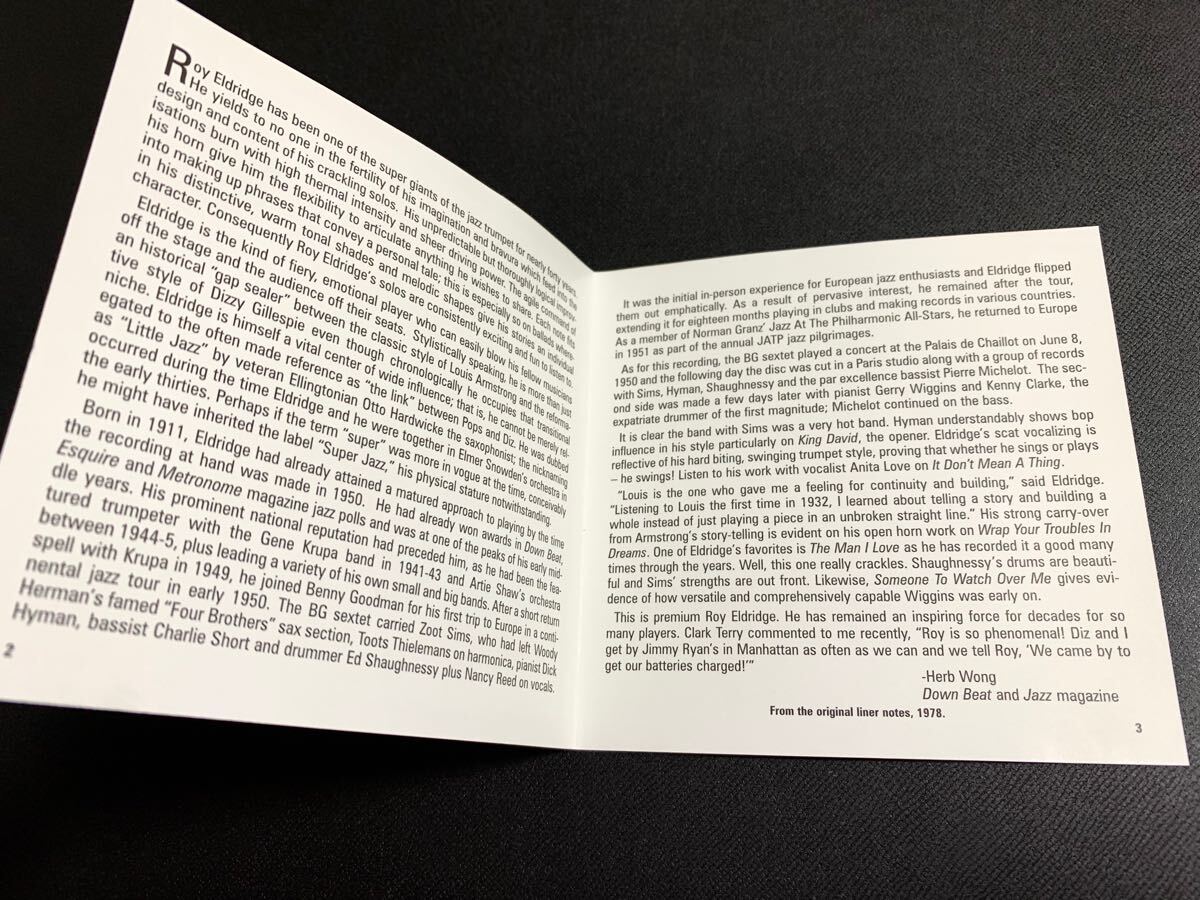 Roy Eldridge has been one of the super giants of the jazz trumpet for nearly forty years.
He yields to no one in the fertility of his imagination and bravura which feed into the
design and content of his crackling solos. His unpredictable but thoroughly logical improv-
isations burn with high thermal intensity and sheer driving power. The agile command of
his horn give him the flexibility to articulate anything he wishes to share. Each note fits
into making up phrases that convey a personal tale; this is especially so on ballads where-
in his distinctive, warm tonal shades and melodic shapes give his stories an individual
character. Consequently Roy Eldridge's solos are consistently exciting and fun to listen to.
Eldridge is the kind of fiery, emotional player who can easily blow his fellow musicians
off the stage and the audience off their seats. Stylistically speaking, he is more than just
an historical “gap sealer” between the classic style of Louis Armstrong and the reforma-
tive style of Dizzy Gillespie even though chronologically he occupies that transitional
niche. Eldridge is himself a vital center of wide influence; that is, he cannot be merely rel-
egated to the often made reference as “the link” between Pops and Diz. He was dubbed
as “Little Jazz” by veteran Ellingtonian Otto Hardwicke the saxophonist; the nicknaming
occurred during the time Eldridge and he were together in Elmer Snowden's orchestra in
the early thirties. Perhaps if the term “super” was more in vogue at the time, conceivably
he might have inherited the label “Super Jazz,” his physical stature notwithstanding.
Born in 1911, Eldridge had already attained a matured approach to playing by the time
the recording at hand was made in 1950. He had already won awards in Down Beat,
Esquire and Metronome magazine jazz polls and was at one of the peaks of his early mid-
dle years. His prominent national reputation had preceded him, as he had been the fea-
tured trumpeter with the Gene Krupa band in 1941-43 and Artie Shaw's orchestra
between 1944-5, plus leading a variety of his own small and big bands. After a short return
spell with Krupa in 1949, he joined Benny Goodman for his first trip to Europe in a conti-
nental jazz tour in early 1950. The BG sextet carried Zoot Sims, who had left Woody
Herman's famed “Four Brothers” sax section, Toots Thielemans on harmonica, pianist Dick
Hyman, bassist Charlie Short and drummer Ed Shaughnessy plus Nancy Reed on vocals.
2
It was the initial in-person experience for European jazz enthusiasts and Eldridge flipped
them out emphatically. As a result of pervasive interest, he remained after the tour,
extending it for eighteen months playing in clubs and making records in various countries.
As a member of Norman Granz' Jazz At The Philharmonic All-Stars, he returned to Europe
in 1951 as part of the annual JATP jazz pilgrimages.
As for this recording, the BG sextet played a concert at the Palais de Chaillot on June 8,
1950 and the following day the disc was cut in a Paris studio along with a group of records
with Sims, Hyman, Shaughnessy and the par excellence bassist Pierre Michelot. The sec-
ond side was made a few days later with pianist Gerry Wiggins and Kenny Clarke, the
expatriate drummer of the first magnitude; Michelot continued on the bass.
It is clear the band with Sims was a very hot band. Hyman understandably shows bop
influence in his style particularly on King David, the opener. Eldridge's scat vocalizing is
reflective of his hard biting, swinging trumpet style, proving that whether he sings or plays
– he swings! Listen to his work with vocalist Anita Love on It Don't Mean A Thing.
“Louis is the one who gave me a feeling for continuity and building,” said Eldridge.
“Listening to Louis the first time in 1932, I learned about telling a story and building a
whole instead of just playing a piece in an unbroken straight line.” His strong carry-over
from Armstrong's story-telling is evident on his open horn work on Wrap Your Troubles In
Dreams. One of Eldridge's favorites is The Man I Love as he has recorded it a good many
times through the years. Well, this one really crackles. Shaughnessy's drums are beauti-
ful and Sims' strengths are out front. Likewise, Someone To Watch Over Me gives evi-
dence of how versatile and comprehensively capable Wiggins was early on.
This is premium Roy Eldridge. He has remained an inspiring force for decades for so
many players. Clark Terry commented to me recently, “Roy is so phenomenal! Diz and I
get by Jimmy Ryan's in Manhattan as often as we can and we tell Roy, 'We came by to
get our batteries charged!'”
-Herb Wong
Down Beat and Jazz magazine
From the original liner notes, 1978.
3